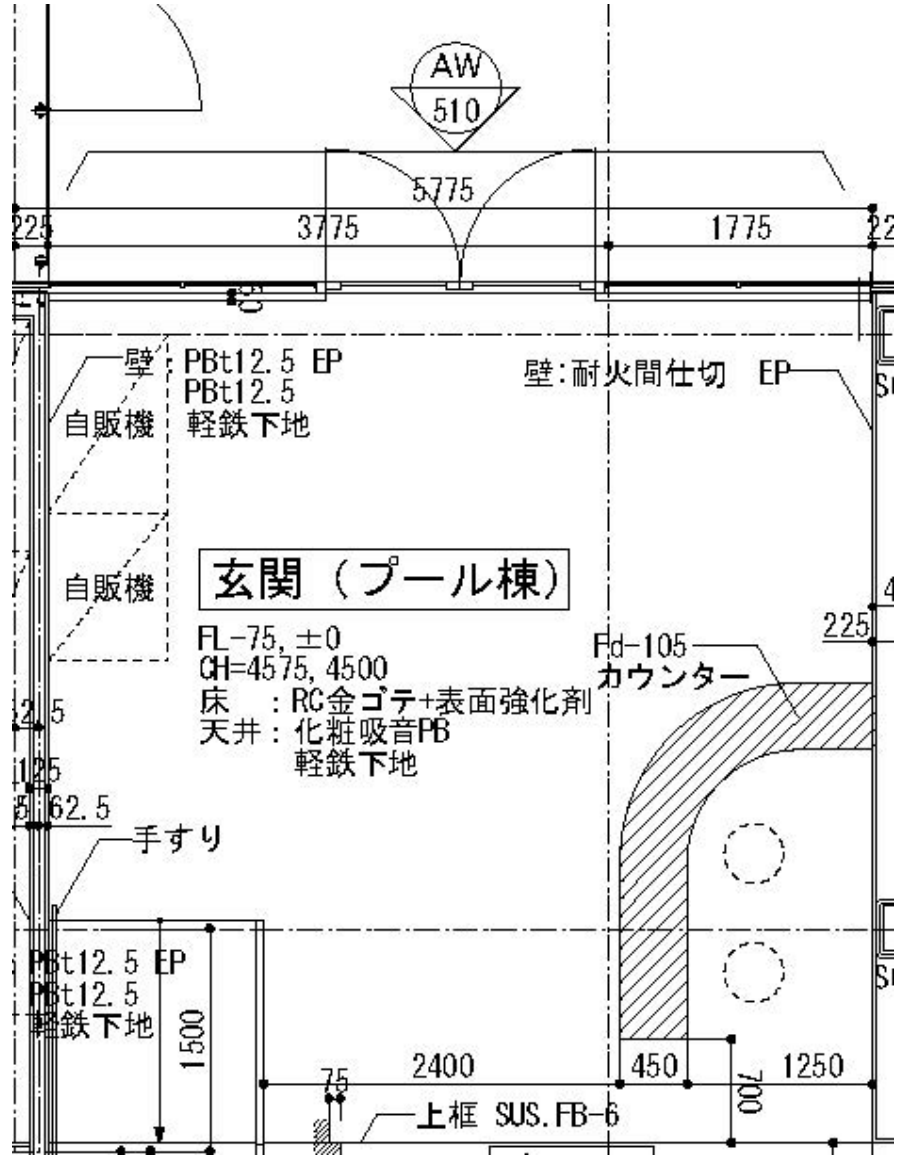 AW
510
5775
225
3775
1775
壁：PBt12.5 EP
PBt12.5
軽鉄下地
壁：耐火間仕切　EP
自販機
自販機
玄関（プール棟）
FL-75,±0
CH=4575,4500
床　：RC金ゴテ+表面強化剤
天井：化粧吸音PB
軽鉄下地
225
Fd-105
カウンター
125
62.5
手すり
PBt12.5 EP
PBt12.5
軽鉄下地
1500
75
2400
450
700
1250
上框 SUS.FB-6